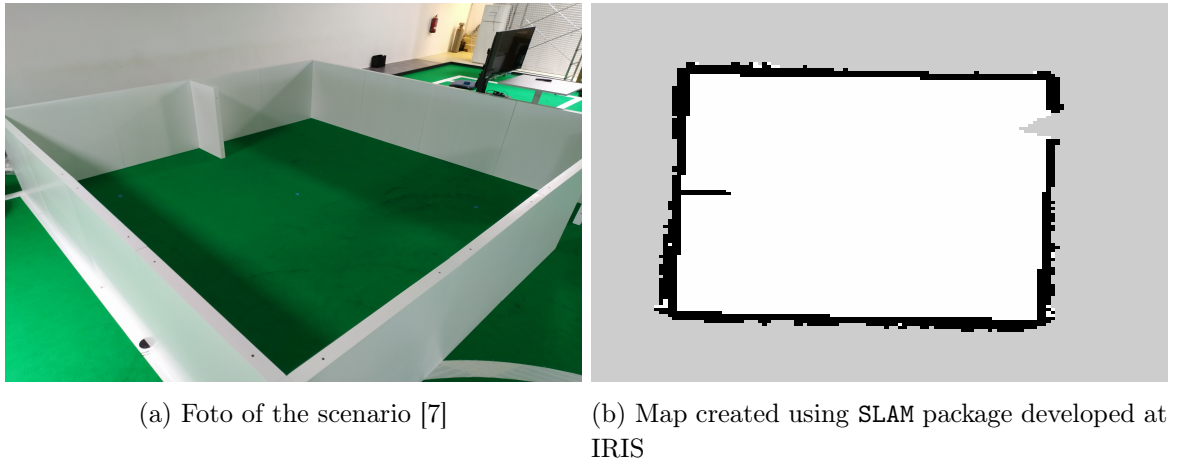 (a) Foto of the scenario [7]
(b) Map created using SLAM package developed at
IRIS